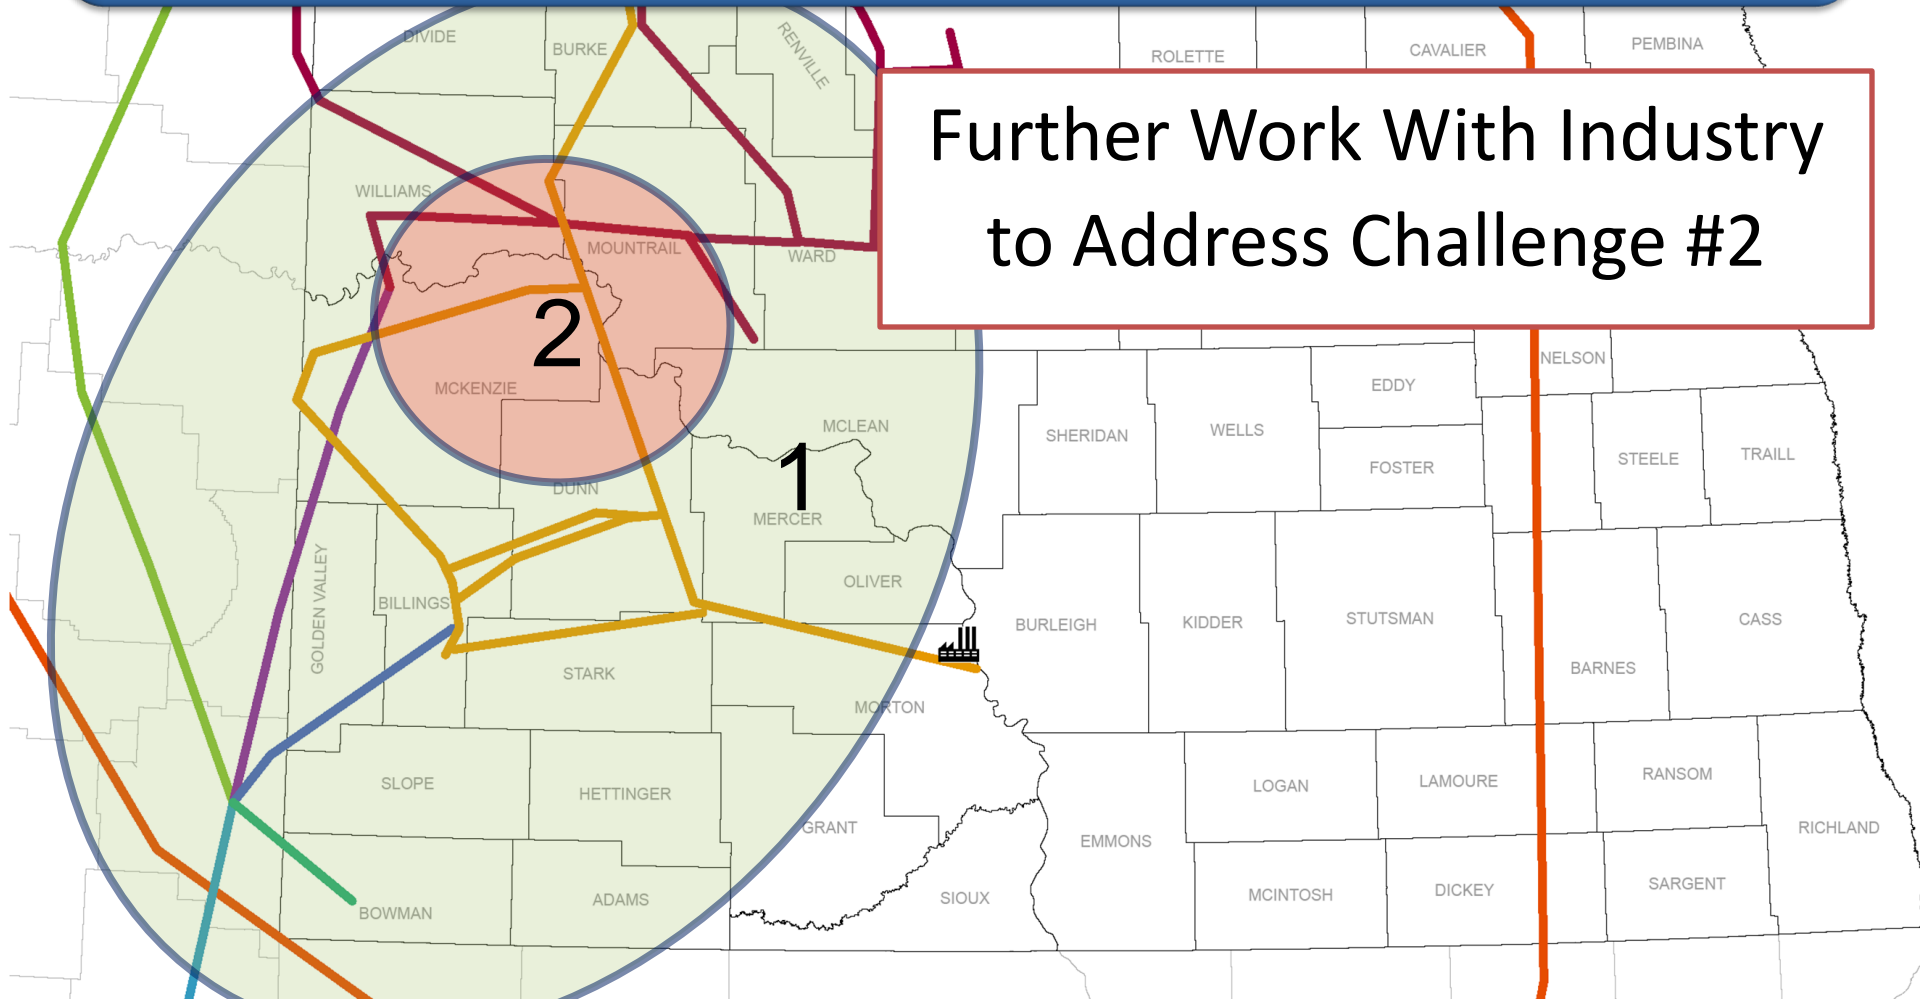 DIVIDE
BURKE
RENVILLE
ROLETTE
CAVALIER
PEMBINA
Further Work With Industry
to Address Challenge #2
WILLIAMS
MOUNTRAIL
WARD
2
MCKENZIE
NELSON
EDDY
MCLEAN
SHERIDAN
WELLS
FOSTER
STEELE
TRAILL
1
DUNN
MERCER
GOLDEN VALLEY
BILLINGS
OLIVER
BURLEIGH
KIDDER
STUTSMAN
CASS
BARNES
STARK
MORTON
SLOPE
HETTINGER
LOGAN
LAMOURE
RANSOM
GRANT
EMMONS
RICHLAND
BOWMAN
ADAMS
SIOUX
MCINTOSH
DICKEY
SARGENT